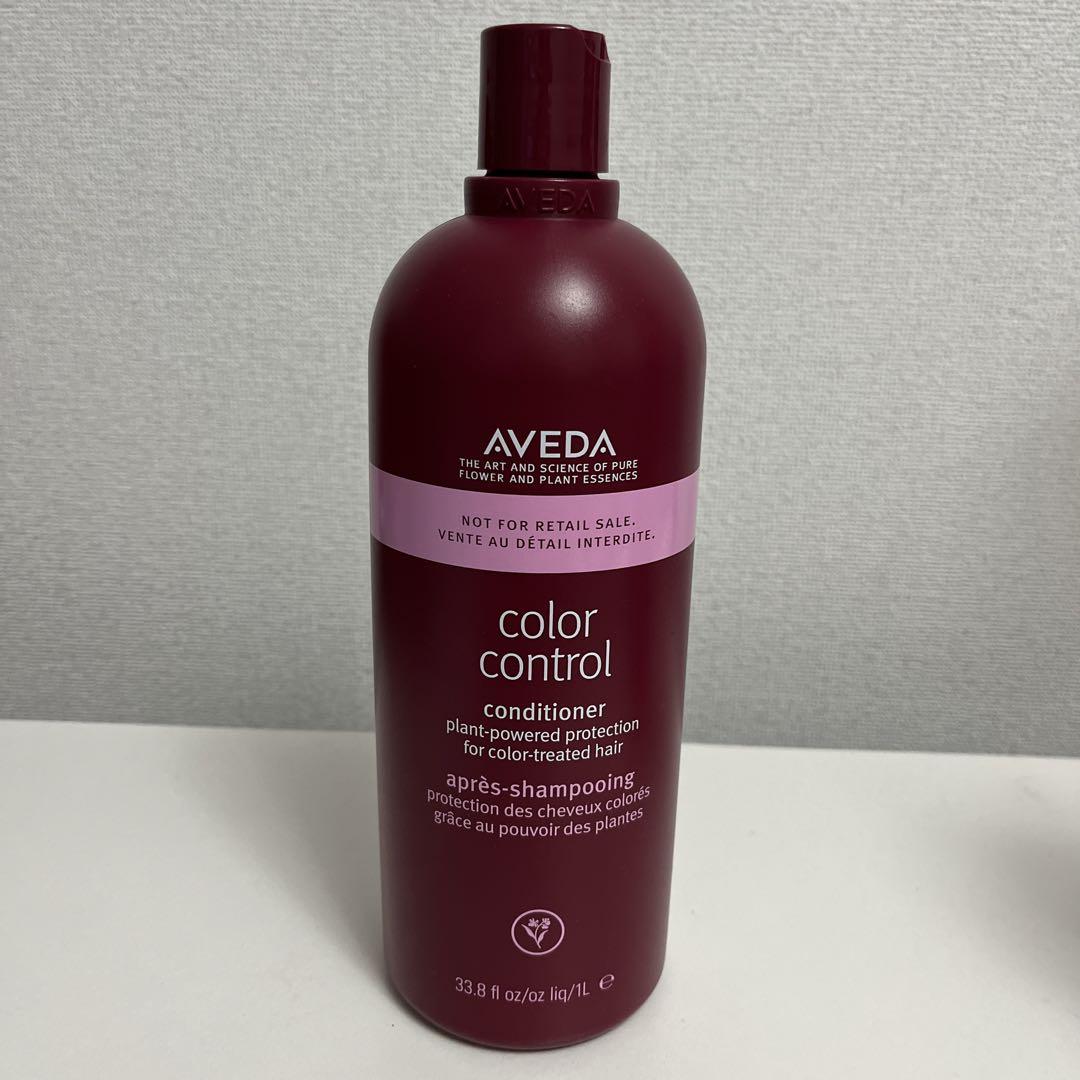 AVEDA
AVEDA
THE ART AND SCIENCE OF PURE
FLOWER AND PLANT ESSENCES
NOT FOR RETAIL SALE.
VENTE AU DÉTAIL INTERDITE.
color
control
conditioner
plant-powered protection
for color-treated hair
après-shampooing
protection des cheveux colorés
grâce au pouvoir des plantes
33.8 fl oz/oz liq/1L ℮